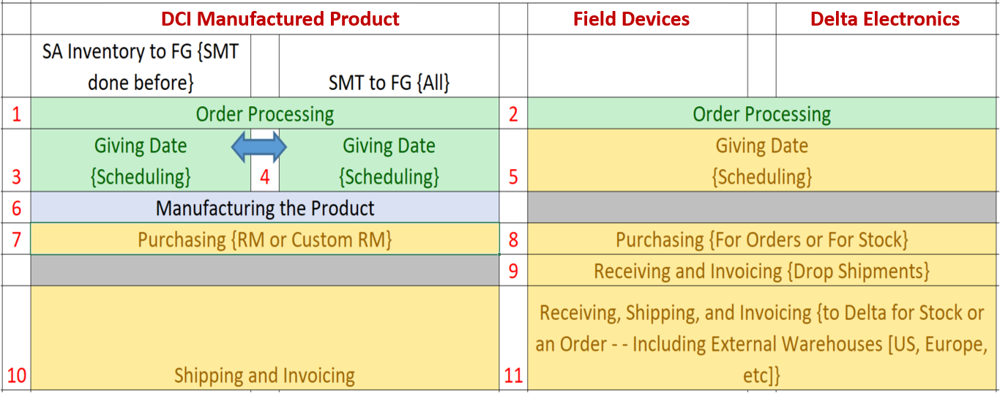 DCI Manufactured Product Field Devices Delta Electronics
SA Inventory to FG {SMT
done before} SMT to FG {All}
1 Order Processing 2 Order Processing
Giving Date Giving Date Giving Date
3 {Scheduling} 4 {Scheduling} 5 {Scheduling}
6 Manufacturing the Product
7 Purchasing {RM or Custom RM} 8 Purchasing {For Orders or For Stock}
9 Receiving and Invoicing {Drop Shipments}
Receiving, Shipping, and Invoicing {to Delta for Stock or
an Order - - Including External Warehouses [US, Europe,
10 Shipping and Invoicing 11 etc]}